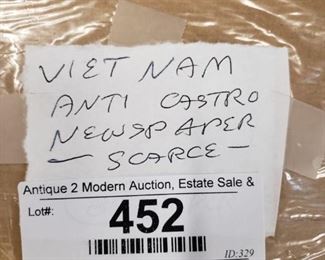 VIET NAM
ANTI CASTRO
NEWSPAPER
— SCARCE —
Antique 2 Modern Auction, Estate Sale &
Lot#:
452
ID:329